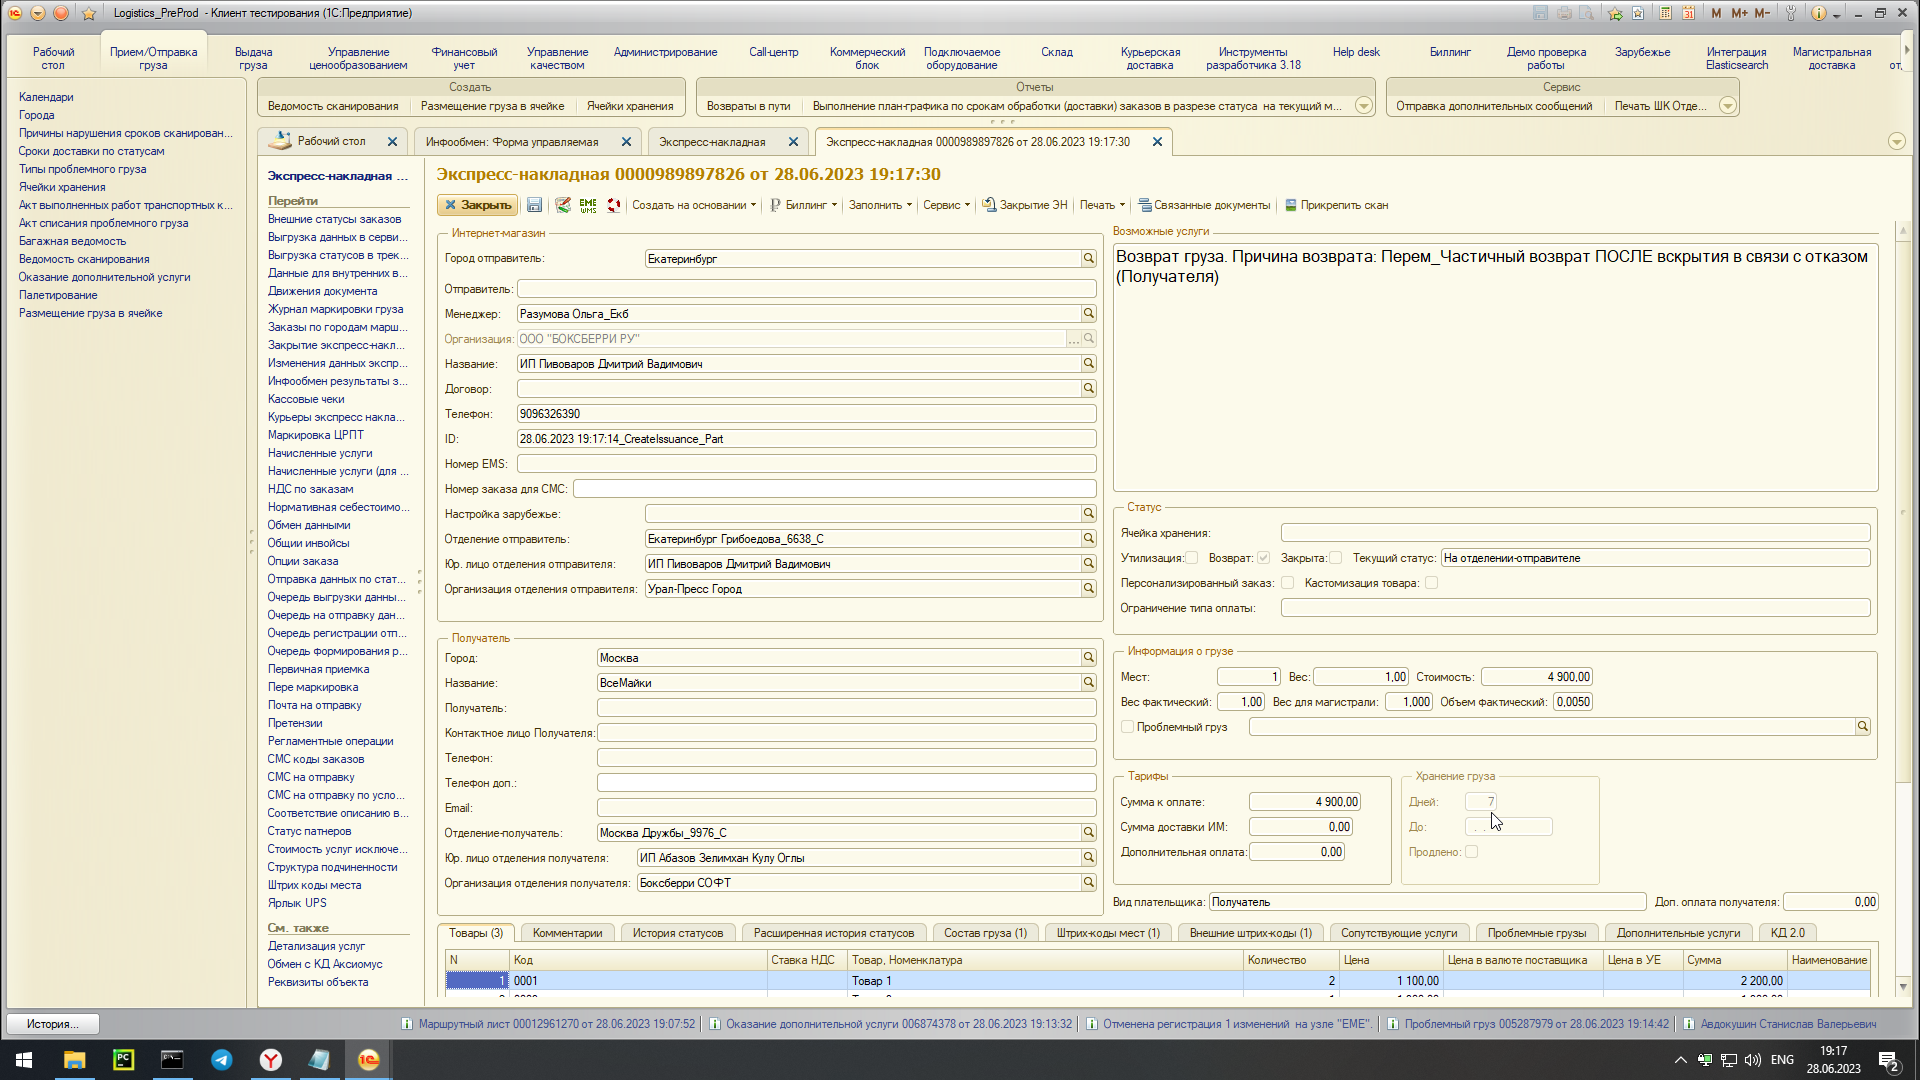 Logistics_PreProd - Клиент тестирования (1С:Предприятие)
M M+ M-
Рабочий стол
Прием/Отправка груза
Выдача груза
Управление ценообразованием
Финансовый учет
Управление качеством
Администрирование
Call-центр
Коммерческий блок
Подключаемое оборудование
Склад
Курьерская доставка
Инструменты разработчика 3.18
Help desk
Биллинг
Демо проверка работы
Зарубежье
Интеграция Elasticsearch
Магистральная доставка
от,
Календари
Города
Причины нарушения сроков сканирован...
Сроки доставки по статусам
Типы проблемного груза
Ячейки хранения
Акт выполненных работ транспортных к...
Акт списания проблемного груза
Багажная ведомость
Ведомость сканирования
Оказание дополнительной услуги
Палетирование
Размещение груза в ячейке
Создать
Ведомость сканирования Размещение груза в ячейке Ячейки хранения
Отчеты
Возвраты в пути Выполнение план-графика по срокам обработки (доставки) заказов в разрезе статуса на текущий м...
Сервис
Отправка дополнительных сообщений Печать ШК Отде...
Рабочий стол
Инфообмен: Форма управляемая
Экспресс-накладная
Экспресс-накладная 0000989897826 от 28.06.2023 19:17:30
Экспресс-накладная ...
Перейти
Внешние статусы заказов
Выгрузка данных в серви...
Выгрузка статусов в трек...
Данные для внутренних в...
Движения документа
Журнал маркировки груза
Заказы по городам марш...
Закрытие экспресс-накл...
Изменения данных экспр...
Инфообмен результаты з...
Кассовые чеки
Курьеры экспресс накла...
Маркировка ЦРПТ
Начисленные услуги
Начисленные услуги (для ...
НДС по заказам
Нормативная себестоимо...
Обмен данными
Общии инвойсы
Опции заказа
Отправка данных по стат...
Очередь выгрузки данны...
Очередь на отправку дан...
Очередь регистрации отп...
Очередь формирования р...
Первичная приемка
Пере маркировка
Почта на отправку
Претензии
Регламентные операции
СМС коды заказов
СМС на отправку
СМС на отправку по усло...
Соответствие описанию в...
Статус патнеров
Стоимость услуг исключе...
Структура подчиненности
Штрих коды места
Ярлык UPS
См. также
Детализация услуг
Обмен с КД Аксиомус
Реквизиты объекта
Экспресс-накладная 0000989897826 от 28.06.2023 19:17:30
Закрыть EME WMS Создать на основании Биллинг Заполнить Сервис Закрытие ЭН Печать Связанные документы Прикрепить скан
Интернет-магазин
Город отправитель: Екатеринбург
Отправитель:
Менеджер: Разумова Ольга_Екб
Организация: ООО "БОКСБЕРРИ РУ" ...
Название: ИП Пивоваров Дмитрий Вадимович
Договор:
Телефон: 9096326390
ID: 28.06.2023 19:17:14_CreateIssuance_Part
Номер EMS:
Номер заказа для СМС:
Настройка зарубежье:
Отделение отправитель: Екатеринбург Грибоедова_6638_С
Юр. лицо отделения отправителя: ИП Пивоваров Дмитрий Вадимович
Организация отделения отправителя: Урал-Пресс Город
Получатель
Город: Москва
Название: ВсеМайки
Получатель:
Контактное лицо Получателя:
Телефон:
Телефон доп.:
Email:
Отделение-получатель: Москва Дружбы_9976_С
Юр. лицо отделения получателя: ИП Абазов Зелимхан Кулу Оглы
Организация отделения получателя: Боксберри СОФТ
Возможные услуги
Возврат груза. Причина возврата: Перем_Частичный возврат ПОСЛЕ вскрытия в связи с отказом
(Получателя)
Статус
Ячейка хранения:
Утилизация: Возврат: Закрыта: Текущий статус: На отделении-отправителе
Персонализированный заказ: Кастомизация товара:
Ограничение типа оплаты:
Информация о грузе
Мест: 1 Вес: 1,00 Стоимость: 4 900,00
Вес фактический: 1,00 Вес для магистрали: 1,000 Объем фактический: 0,0050
Проблемный груз
Тарифы
Сумма к оплате: 4 900,00
Сумма доставки ИМ: 0,00
Дополнительная оплата: 0,00
Хранение груза
Дней: 7
До: . .
Продлено:
Вид плательщика: Получатель Доп. оплата получателя: 0,00
Товары (3) Комментарии История статусов Расширенная история статусов Состав груза (1) Штрих-коды мест (1) Внешние штрих-коды (1) Сопутствующие услуги Проблемные грузы Дополнительные услуги КД 2.0
N Код Ставка НДС Товар, Номенклатура Количество Цена Цена в валюте поставщика Цена в УЕ Сумма Наименование
1 0001 Товар 1 2 1 100,00 2 200,00
История...
Маршрутный лист 00012961270 от 28.06.2023 19:07:52
Оказание дополнительной услуги 006874378 от 28.06.2023 19:13:32
Отменена регистрация 1 изменений на узле "EME".
Проблемный груз 005287979 от 28.06.2023 19:14:42
Авдокушин Станислав Валерьевич
ENG
19:17
28.06.2023
2